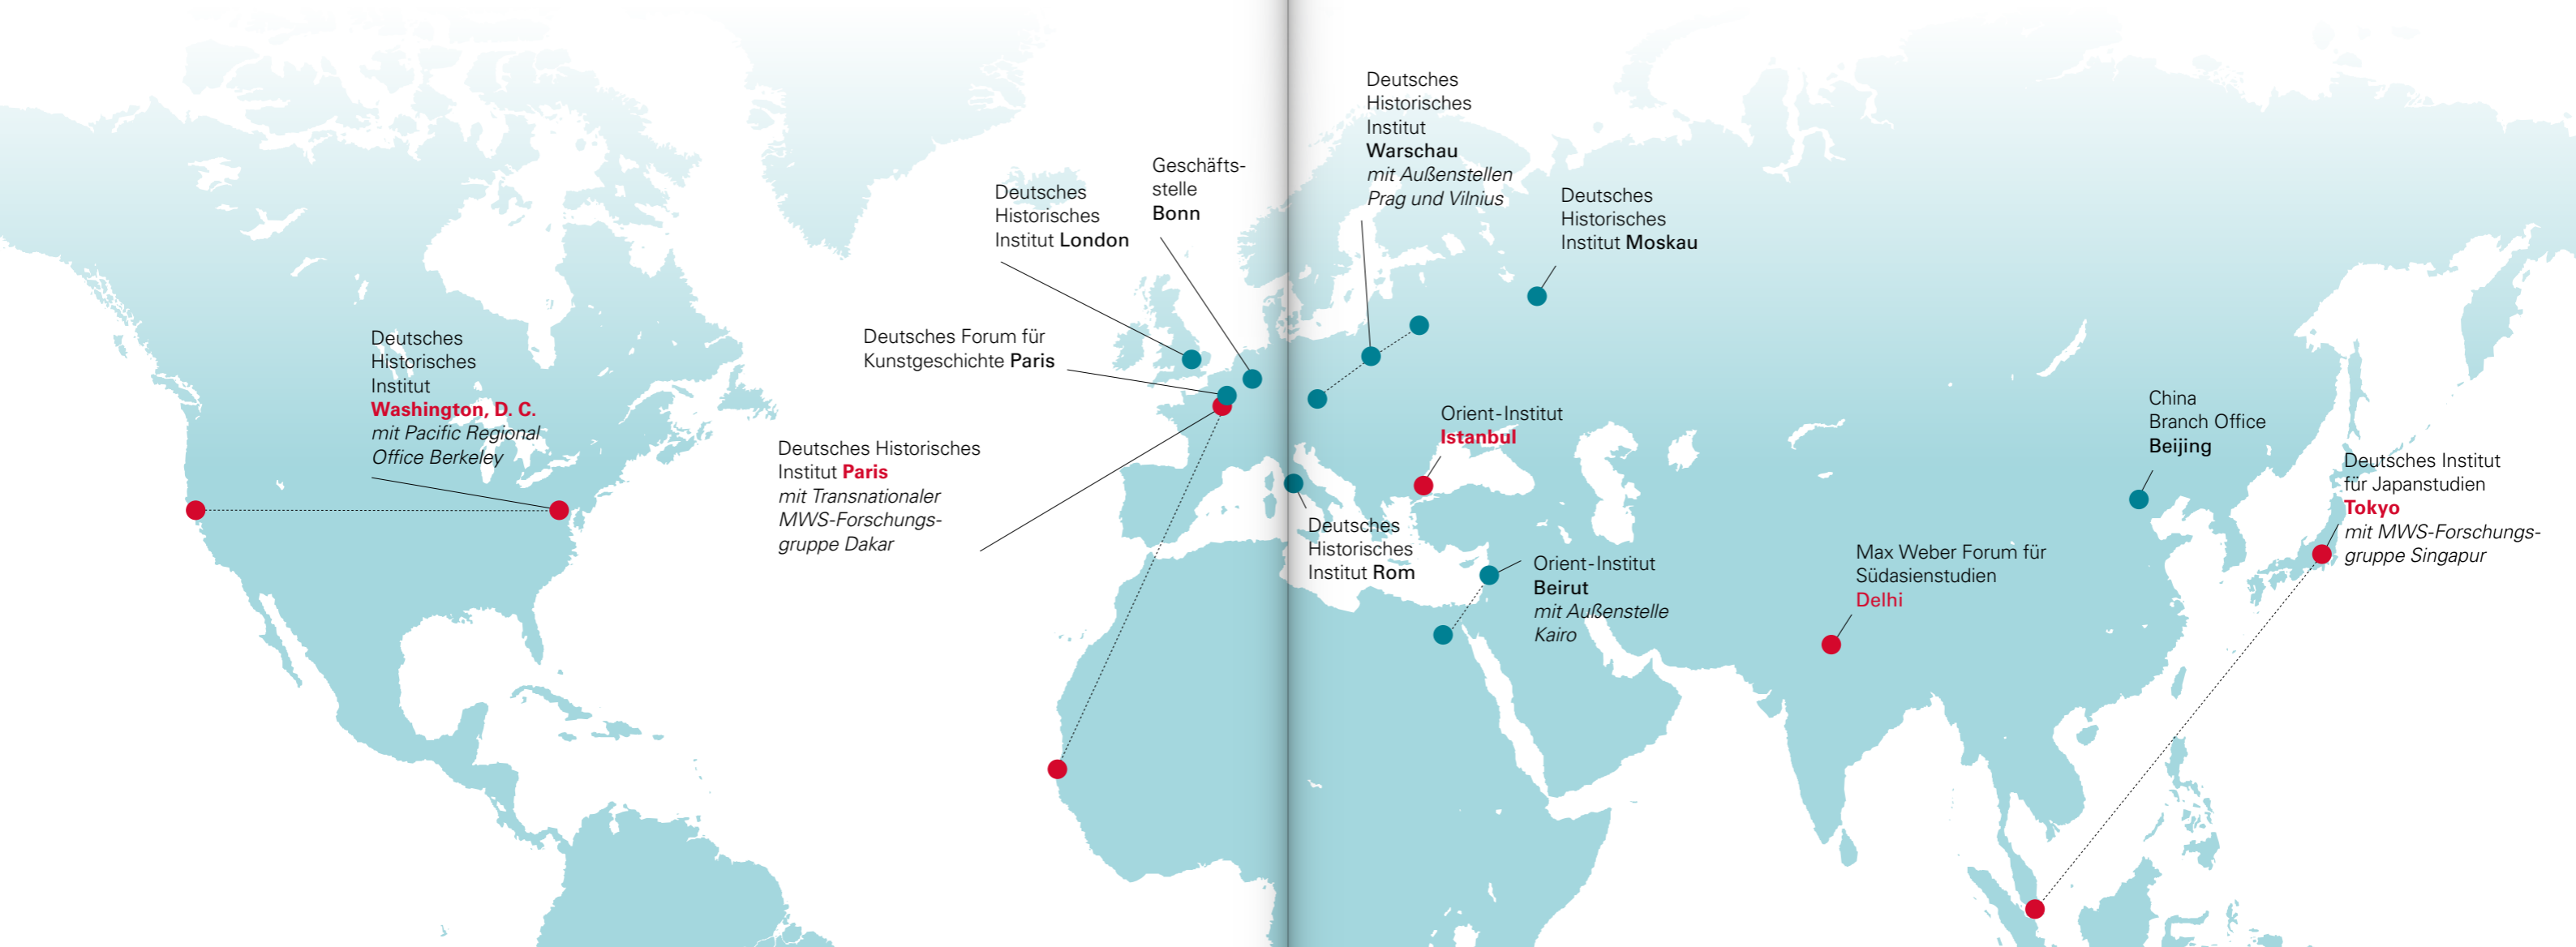 Deutsches
Historisches
Institut
Washington, D. C.
mit Pacific Regional
Office Berkeley
Deutsches Forum für
Kunstgeschichte Paris
Deutsches Historisches
Institut Paris
mit Transnationaler
MWS-Forschungs-
gruppe Dakar
Deutsches
Historisches
Institut London
Geschäfts-
stelle
Bonn
Deutsches
Historisches
Institut
Warschau
mit Außenstellen
Prag und Vilnius
Deutsches
Historisches
Institut Moskau
Orient-Institut
Istanbul
Deutsches
Historisches
Institut Rom
Orient-Institut
Beirut
mit Außenstelle
Kairo
Max Weber Forum für
Südasienstudien
Delhi
China
Branch Office
Beijing
Deutsches Institut
für Japanstudien
Tokyo
mit MWS-Forschungs-
gruppe Singapur